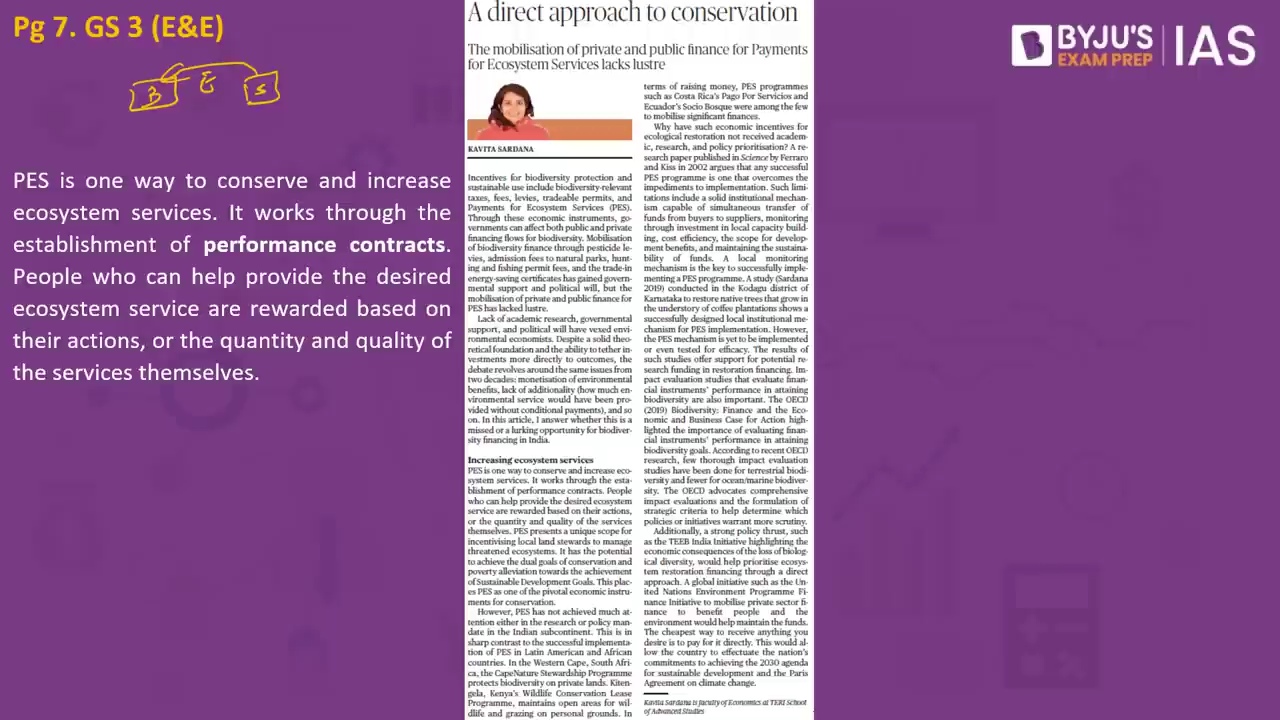 Pg 7. GS 3 (E&E)
B E S
PES is one way to conserve and increase
ecosystem services. It works through the
establishment of performance contracts.
People who can help provide the desired
ecosystem service are rewarded based on
their actions, or the quantity and quality of
the services themselves.
A direct approach to conservation
The mobilisation of private and public finance for Payments
for Ecosystem Services lacks lustre
KAVITA SARDANA
Incentives for biodiversity protection and
sustainable use include biodiversity-relevant
taxes, fees, levies, tradeable permits, and
Payments for Ecosystem Services (PES).
Through these economic instruments, go-
vernments can affect both public and private
financing flows for biodiversity. Mobilisation
of biodiversity finance through pesticide le-
vies, admission fees to natural parks, hunt-
ing and fishing permit fees, and the trade-in
energy-saving certificates has gained govern-
mental support and political will, but the
mobilisation of private and public finance for
PES has lacked lustre.
Lack of academic research, governmental
support, and political will have vexed envi-
ronmental economists. Despite a solid theo-
retical foundation and the ability to tether in-
vestments more directly to outcomes, the
debate revolves around the same issues from
two decades: monetisation of environmental
benefits, lack of additionality (how much en-
vironmental service would have been pro-
vided without conditional payments), and so
on. In this article, I answer whether this is a
missed or a lurking opportunity for biodiver-
sity financing in India.
Increasing ecosystem services
PES is one way to conserve and increase eco-
system services. It works through the esta-
blishment of performance contracts. People
who can help provide the desired ecosystem
service are rewarded based on their actions,
or the quantity and quality of the services
themselves. PES presents a unique scope for
incentivising local land stewards to manage
threatened ecosystems. It has the potential
to achieve the dual goals of conservation and
poverty alleviation towards the achievement
of Sustainable Development Goals. This plac-
es PES as one of the pivotal economic instru-
ments for conservation.
However, PES has not achieved much at-
tention either in the research or policy man-
date in the Indian subcontinent. This is in
sharp contrast to the successful implementa-
tion of PES in Latin American and African
countries. In the Western Cape, South Afri-
ca, the CapeNature Stewardship Programme
protects biodiversity on private lands. Kiten-
gela, Kenya's Wildlife Conservation Lease
Programme, maintains open areas for wil-
dlife and grazing on personal grounds. In
terms of raising money, PES programmes
such as Costa Rica's Pago Por Servicios and
Ecuador's Socio Bosque were among the few
to mobilise significant finances.
Why have such economic incentives for
ecological restoration not received academ-
ic, research, and policy prioritisation? A re-
search paper published in Science by Ferraro
and Kiss in 2002 argues that any successful
PES programme is one that overcomes the
impediments to implementation. Such limi-
tations include a solid institutional mechan-
ism capable of simultaneous transfer of
funds from buyers to suppliers, monitoring
through investment in local capacity build-
ing, cost efficiency, the scope for develop-
ment benefits, and maintaining the sustaina-
bility of funds. A local monitoring
mechanism is the key to successfully imple-
menting a PES programme. A study (Sardana
2019) conducted in the Kodagu district of
Karnataka to restore native trees that grow in
the understory of coffee plantations shows a
successfully designed local institutional me-
chanism for PES implementation. However,
the PES mechanism is yet to be implemented
or even tested for efficacy. The results of
such studies offer support for potential re-
search funding in restoration financing. Im-
pact evaluation studies that evaluate finan-
cial instruments' performance in attaining
biodiversity are also important. The OECD
(2019) Biodiversity: Finance and the Eco-
nomic and Business Case for Action high-
lighted the importance of evaluating finan-
cial instruments' performance in attaining
biodiversity goals. According to recent OECD
research, few thorough impact evaluation
studies have been done for terrestrial biodi-
versity and fewer for ocean/marine biodiver-
sity. The OECD advocates comprehensive
impact evaluations and the formulation of
strategic criteria to help determine which
policies or initiatives warrant more scrutiny.
Additionally, a strong policy thrust, such
as the TEEB India Initiative highlighting the
economic consequences of the loss of biolog-
ical diversity, would help prioritise ecosys-
tem restoration financing through a direct
approach. A global initiative such as the Un-
ited Nations Environment Programme Fi-
nance Initiative to mobilise private sector fi-
nance to benefit people and the
environment would help maintain the funds.
The cheapest way to receive anything you
desire is to pay for it directly. This would al-
low the country to effectuate the nation's
commitments to achieving the 2030 agenda
for sustainable development and the Paris
Agreement on climate change.
Kavita Sardana is faculty of Economics at TERI School
of Advanced Studies
BYJU'S
EXAM PREP
IAS